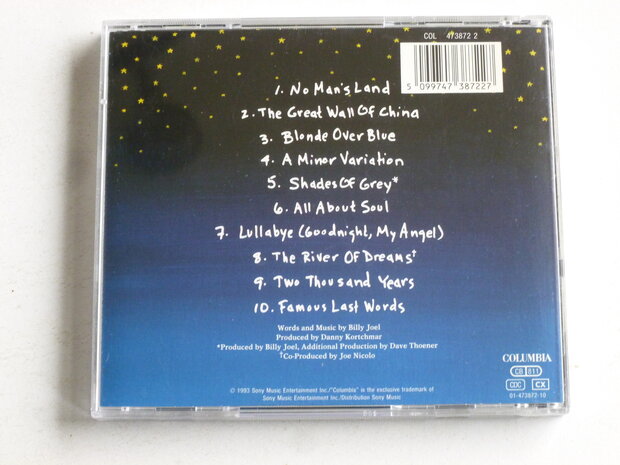 COL 473872 2
5 099747 387227
1. No Man's Land
2. The Great Wall Of China
3. Blonde Over Blue
4. A Minor Variation
5. Shades Of Grey*
6. All About Soul
7. Lullabye (Goodnight, My Angel)
8. The River Of Dreams†
9. Two Thousand Years
10. Famous Last Words
Words and Music by Billy Joel
Produced by Danny Kortchmar
*Produced by Billy Joel, Additional Production by Dave Thoener
†Co-Produced by Joe Nicolo
COLUMBIA
CB 811
CDC CX
01-473872-10
© 1993 Sony Music Entertainment Inc./"Columbia" is the exclusive trademark of
Sony Music Entertainment Inc./Distribution Sony Music